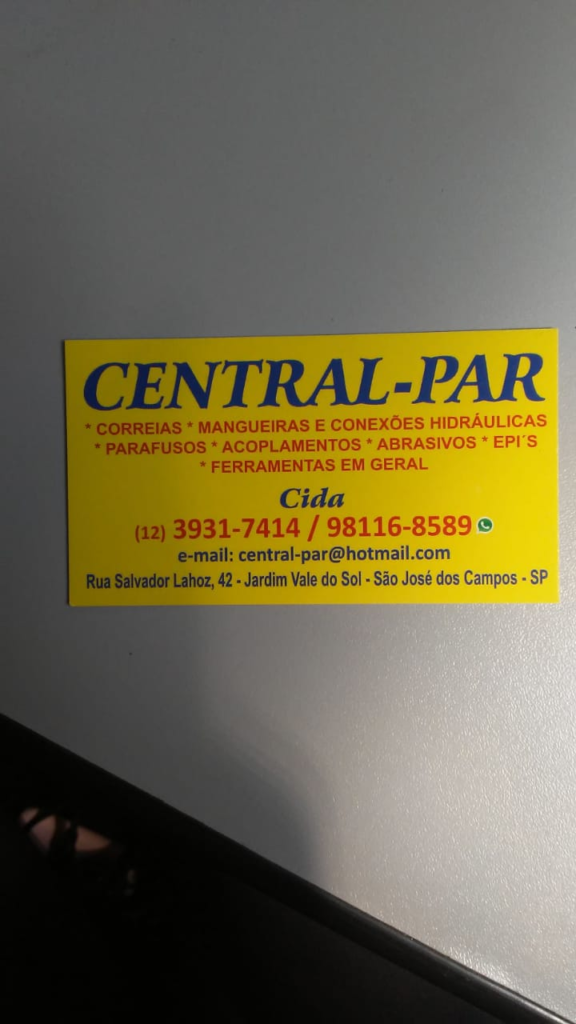 CENTRAL-PAR
* CORREIAS * MANGUEIRAS E CONEXÕES HIDRÁULICAS
* PARAFUSOS * ACOPLAMENTOS * ABRASIVOS * EPI´S
* FERRAMENTAS EM GERAL
Cida
(12) 3931-7414 / 98116-8589
e-mail: central-par@hotmail.com
Rua Salvador Lahoz, 42 - Jardim Vale do Sol - São José dos Campos - SP